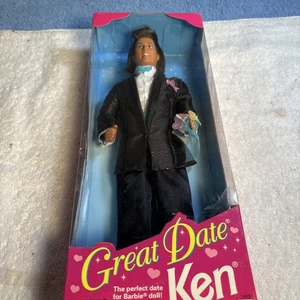 Great Date®
The perfect date
for Barbie® doll!
Ken®